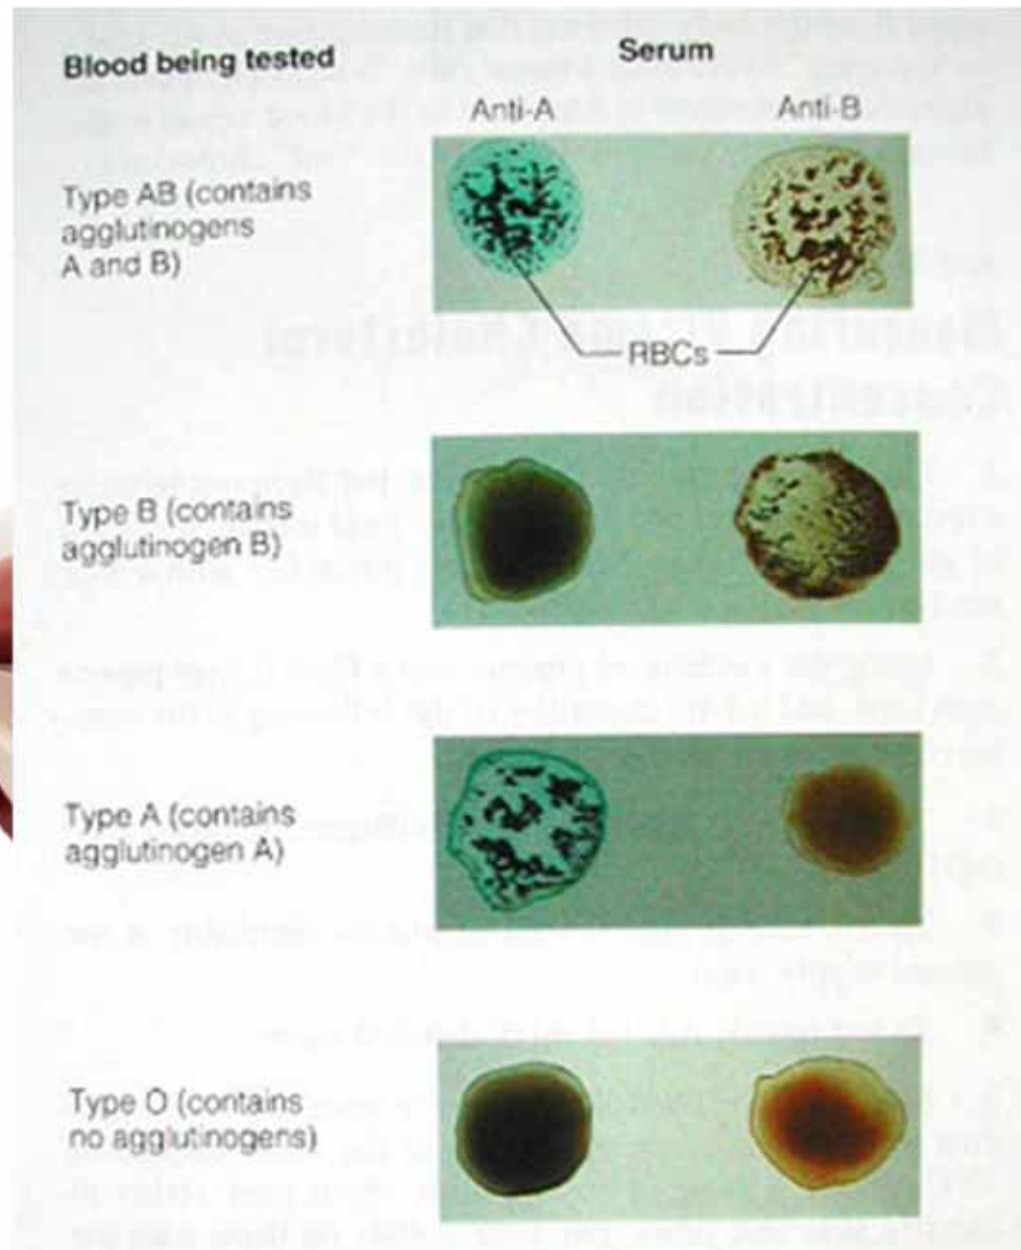 Blood being tested
Serum
Anti-A
Anti-B
Type AB (contains
agglutinogens
A and B)
RBCs
Type B (contains
agglutinogen B)
Type A (contains
agglutinogen A)
Type O (contains
no agglutinogens)